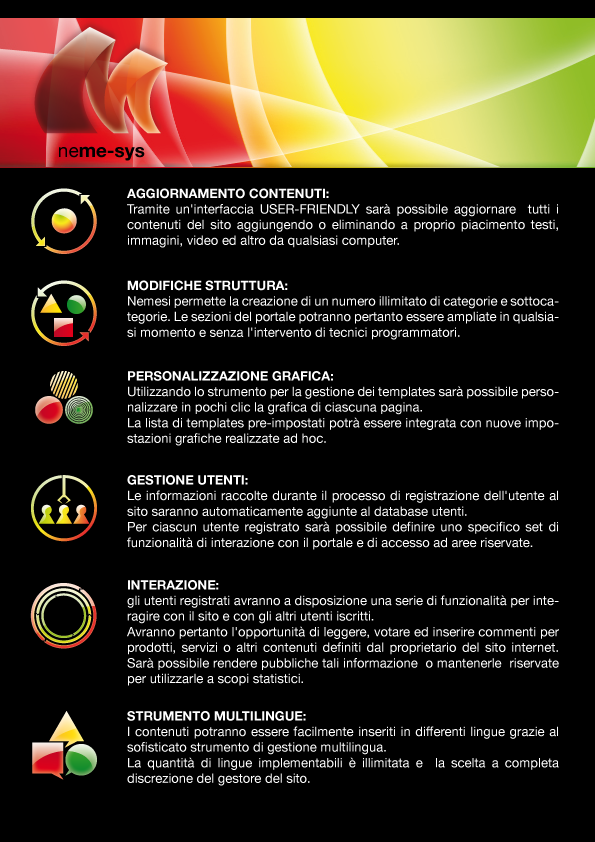 neme-sys
AGGIORNAMENTO CONTENUTI:
Tramite un'interfaccia USER-FRIENDLY sarà possibile aggiornare tutti i
contenuti del sito aggiungendo o eliminando a proprio piacimento testi,
immagini, video ed altro da qualsiasi computer.
MODIFICHE STRUTTURA:
Nemesi permette la creazione di un numero illimitato di categorie e sottoca-
tegorie. Le sezioni del portale potranno pertanto essere ampliate in qualsia-
si momento e senza l'intervento di tecnici programmatori.
PERSONALIZZAZIONE GRAFICA:
Utilizzando lo strumento per la gestione dei templates sarà possibile perso-
nalizzare in pochi clic la grafica di ciascuna pagina.
La lista di templates pre-impostati potrà essere integrata con nuove impo-
stazioni grafiche realizzate ad hoc.
GESTIONE UTENTI:
Le informazioni raccolte durante il processo di registrazione dell'utente al
sito saranno automaticamente aggiunte al database utenti.
Per ciascun utente registrato sarà possibile definire uno specifico set di
funzionalità di interazione con il portale e di accesso ad aree riservate.
INTERAZIONE:
gli utenti registrati avranno a disposizione una serie di funzionalità per inte-
ragire con il sito e con gli altri utenti iscritti.
Avranno pertanto l'opportunità di leggere, votare ed inserire commenti per
prodotti, servizi o altri contenuti definiti dal proprietario del sito internet.
Sarà possibile rendere pubbliche tali informazione o mantenerle riservate
per utilizzarle a scopi statistici.
STRUMENTO MULTILINGUE:
I contenuti potranno essere facilmente inseriti in differenti lingue grazie al
sofisticato strumento di gestione multilingua.
La quantità di lingue implementabili è illimitata e la scelta a completa
discrezione del gestore del sito.